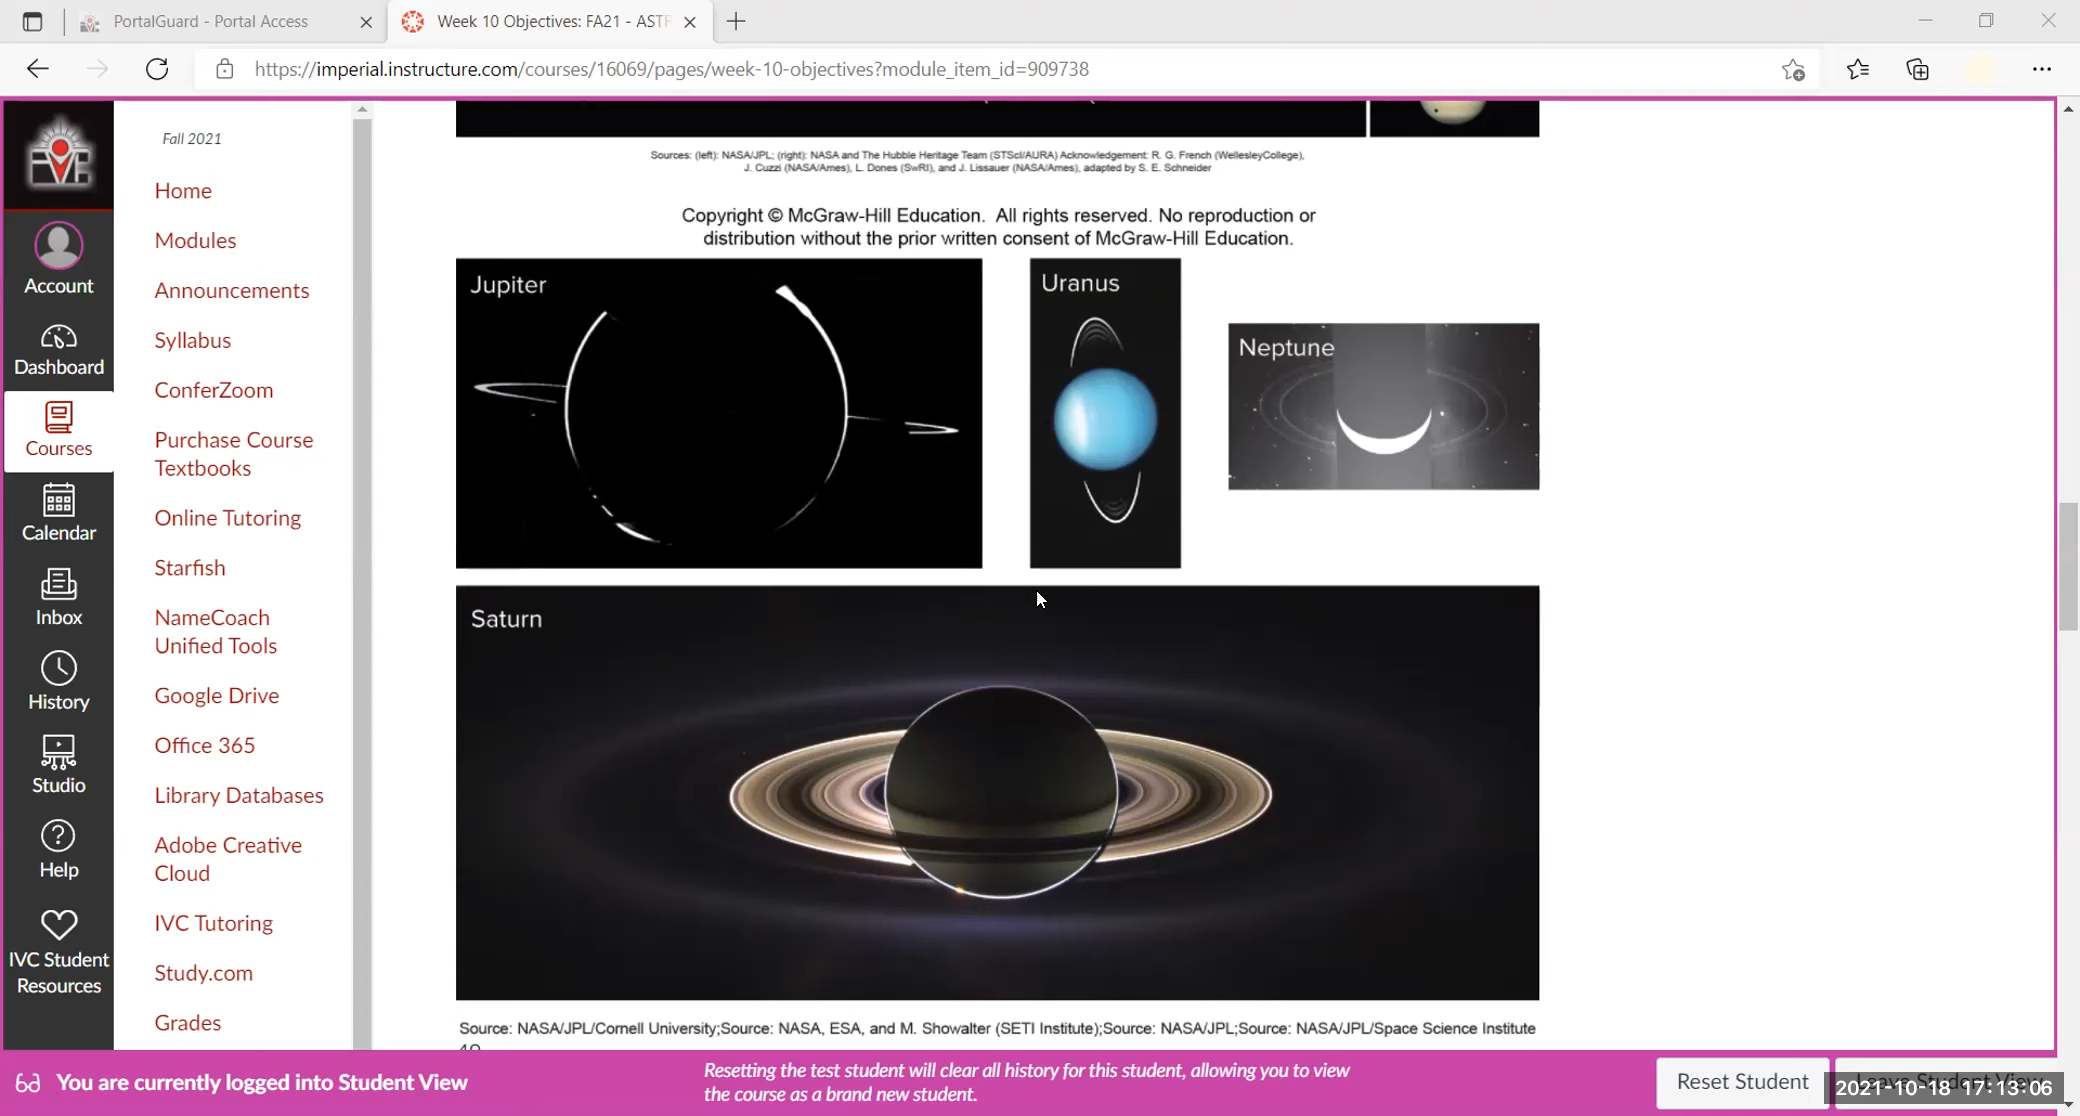 PortalGuard - Portal Access
Week 10 Objectives: FA21 - ASTR
https://imperial.instructure.com/courses/16069/pages/week-10-objectives?module_item_id=909738
IVC
Account
Dashboard
Courses
Calendar
Inbox
History
Studio
Help
IVC Student
Resources
Fall 2021
Home
Modules
Announcements
Syllabus
ConferZoom
Purchase Course
Textbooks
Online Tutoring
Starfish
NameCoach
Unified Tools
Google Drive
Office 365
Library Databases
Adobe Creative
Cloud
IVC Tutoring
Study.com
Grades
Sources: (left): NASA/JPL; (right): NASA and The Hubble Heritage Team (STScI/AURA) Acknowledgement: R. G. French (WellesleyCollege),
J. Cuzzi (NASA/Ames), L. Dones (SwRI), and J. Lissauer (NASA/Ames), adapted by S. E. Schneider
Copyright © McGraw-Hill Education. All rights reserved. No reproduction or
distribution without the prior written consent of McGraw-Hill Education.
Jupiter
Uranus
Neptune
Saturn
Source: NASA/JPL/Cornell University;Source: NASA, ESA, and M. Showalter (SETI Institute);Source: NASA/JPL;Source: NASA/JPL/Space Science Institute
You are currently logged into Student View
Resetting the test student will clear all history for this student, allowing you to view
the course as a brand new student.
Reset Student
Leave Student View
2021-10-18 17:13:06